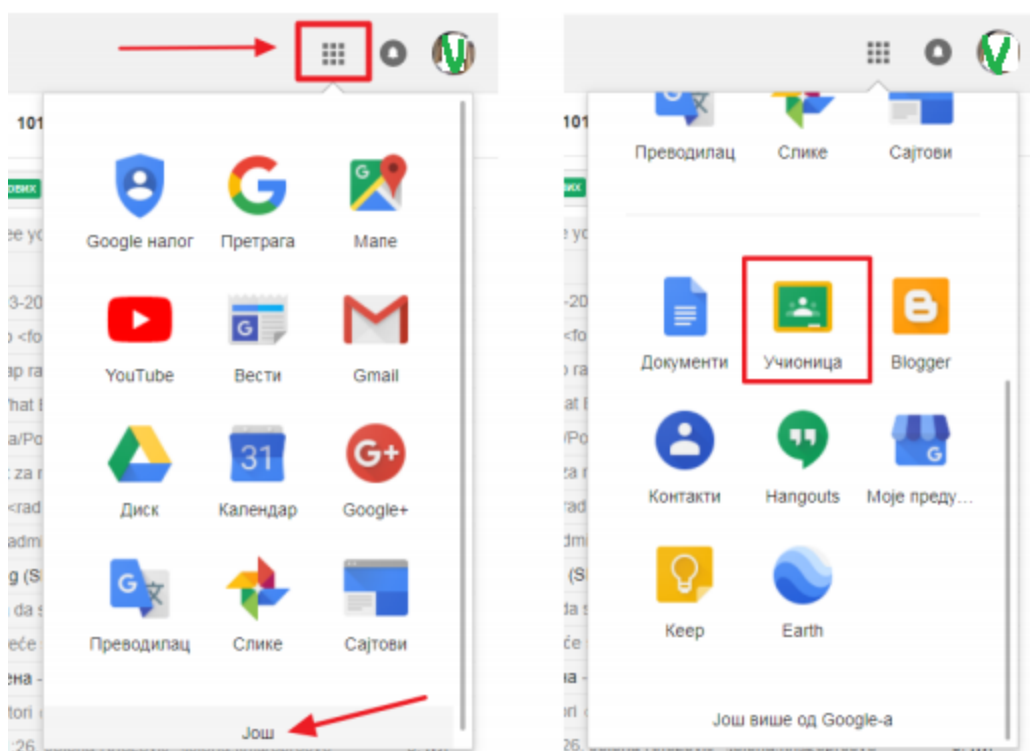 101
Google налог Претрага Мапе
YouTube Вести Gmail
Диск Календар Google+
31
G+
Преводилац Слике Сајтови
Још
101
Преводилац Слике Сајтови
Документи Учионица Blogger
Контакти Hangouts Моје преду...
Keep Earth
Још више од Google-а